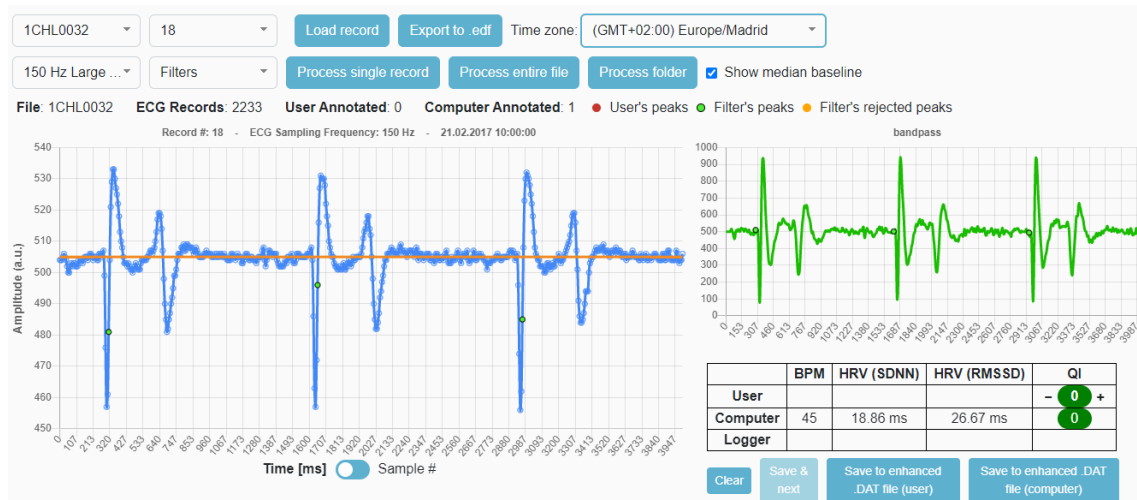 1CHL0032 18 Load record Export to .edf Time zone: (GMT+02:00) Europe/Madrid
150 Hz Large ... Filters Process single record Process entire file Process folder Show median baseline
File: 1CHL0032 ECG Records: 2233 User Annotated: 0 Computer Annotated: 1 User's peaks Filter's peaks Filter's rejected peaks
Record #: 18 - ECG Sampling Frequency: 150 Hz - 21.02.2017 10:00:00
540
530
520
510
500
490
480
470
460
450
Amplitude (a.u.)
0 107 213 320 427 533 640 747 853 960 1067 1173 1280 1387 1493 1600 1707 1813 1920 2027 2133 2240 2347 2453 2560 2667 2773 2880 2987 3093 3200 3307 3413 3520 3627 3733 3840 3947
Time [ms] Sample #
bandpass
1000
900
800
700
600
500
400
300
200
100
0
0 153 307 460 613 767 920 1073 1227 1380 1533 1687 1840 1993 2147 2300 2453 2607 2760 2913 3067 3220 3373 3527 3680 3833 3987
BPM HRV (SDNN) HRV (RMSSD) QI
User − 0 +
Computer 45 18.86 ms 26.67 ms 0
Logger
Clear
Save &
next
Save to enhanced
.DAT file (user)
Save to enhanced .DAT
file (computer)